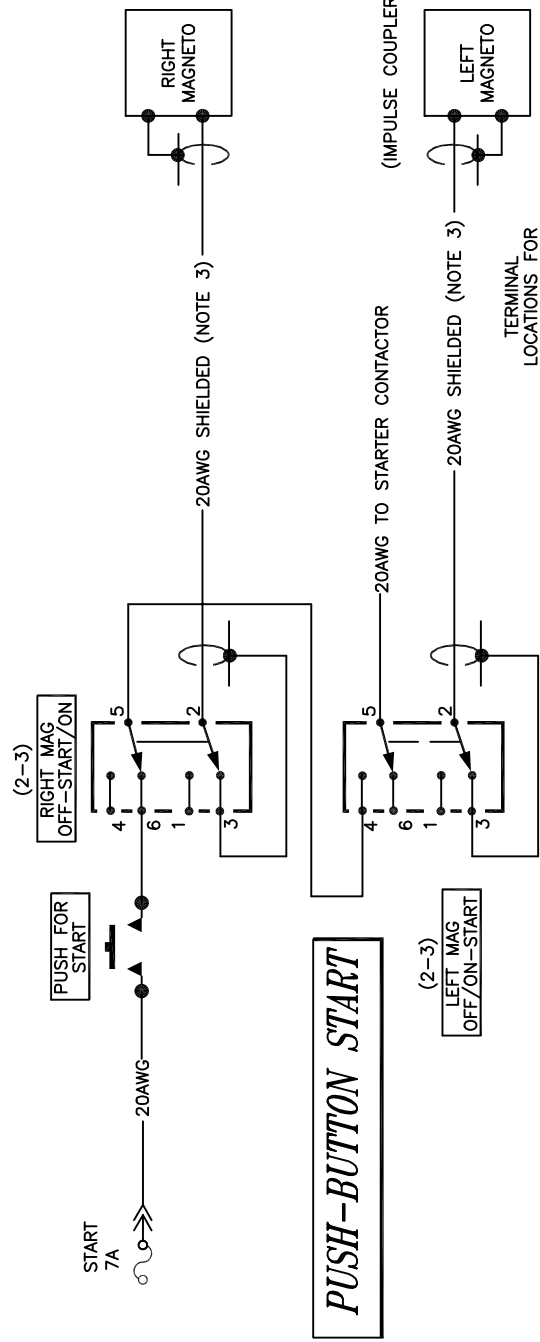 START
7A
20AWG
PUSH FOR
START
(2-3)
RIGHT MAG
OFF-START/ON
4
6
1
3
5
2
20AWG SHIELDED (NOTE 3)
RIGHT
MAGNETO
PUSH-BUTTON START
(2-3)
LEFT MAG
OFF/ON-START
4
6
1
3
5
2
20AWG TO STARTER CONTACTOR
20AWG SHIELDED (NOTE 3)
(IMPULSE COUPLER
LEFT
MAGNETO
TERMINAL
LOCATIONS FOR